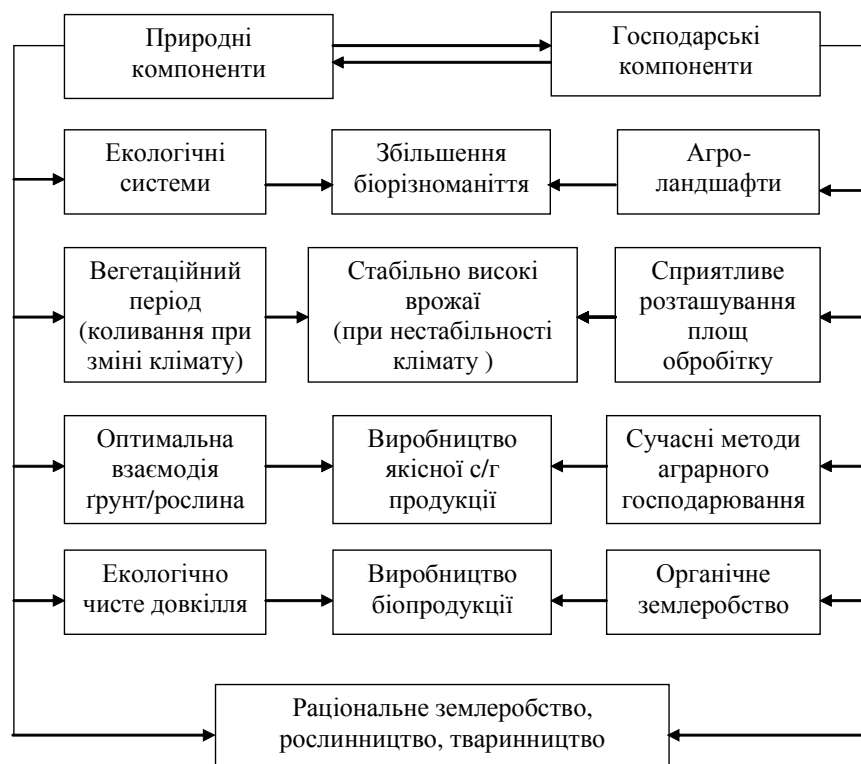 Природні
компоненти
Господарські
компоненти
Екологічні
системи
Збільшення
біорізноманіття
Агро-
ландшафти
Вегетаційний
період
(коливання при
зміні клімату)
Стабільно високі
врожаї
(при нестабільності
клімату )
Сприятливе
розташування
площ
обробітку
Оптимальна
взаємодія
ґрунт/рослина
Виробництво
якісної с/г
продукції
Сучасні методи
аграрного
господарювання
Екологічно
чисте довкілля
Виробництво
біопродукції
Органічне
землеробство
Раціональне землеробство,
рослинництво, тваринництво